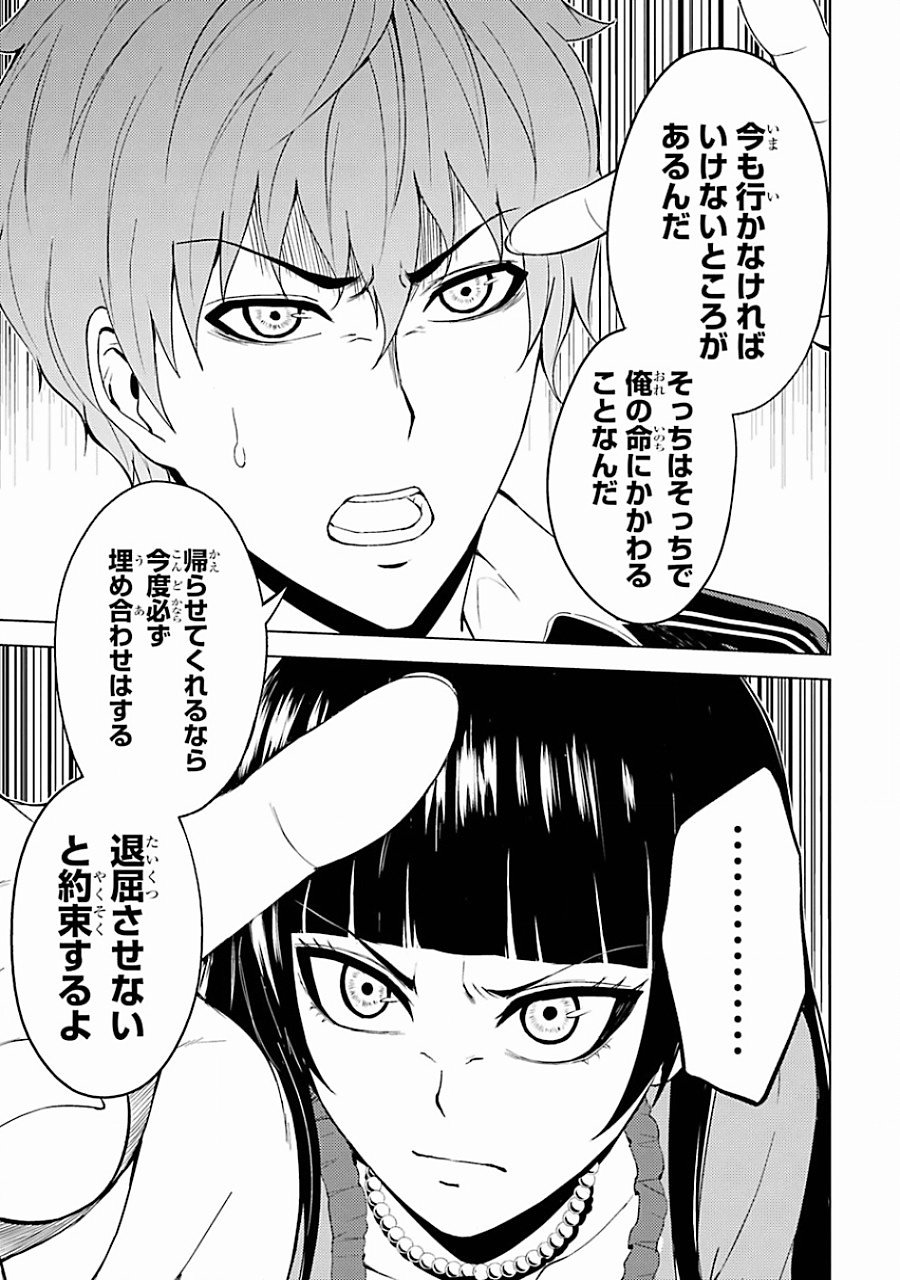 今も行かなければ
いけないところが
あるんだ
そっちはそっちで
俺の命にかかわる
ことなんだ
帰らせてくれるなら
今度必ず
埋め合わせはする
退屈させない
と約束するよ
・・・・・・・・・・